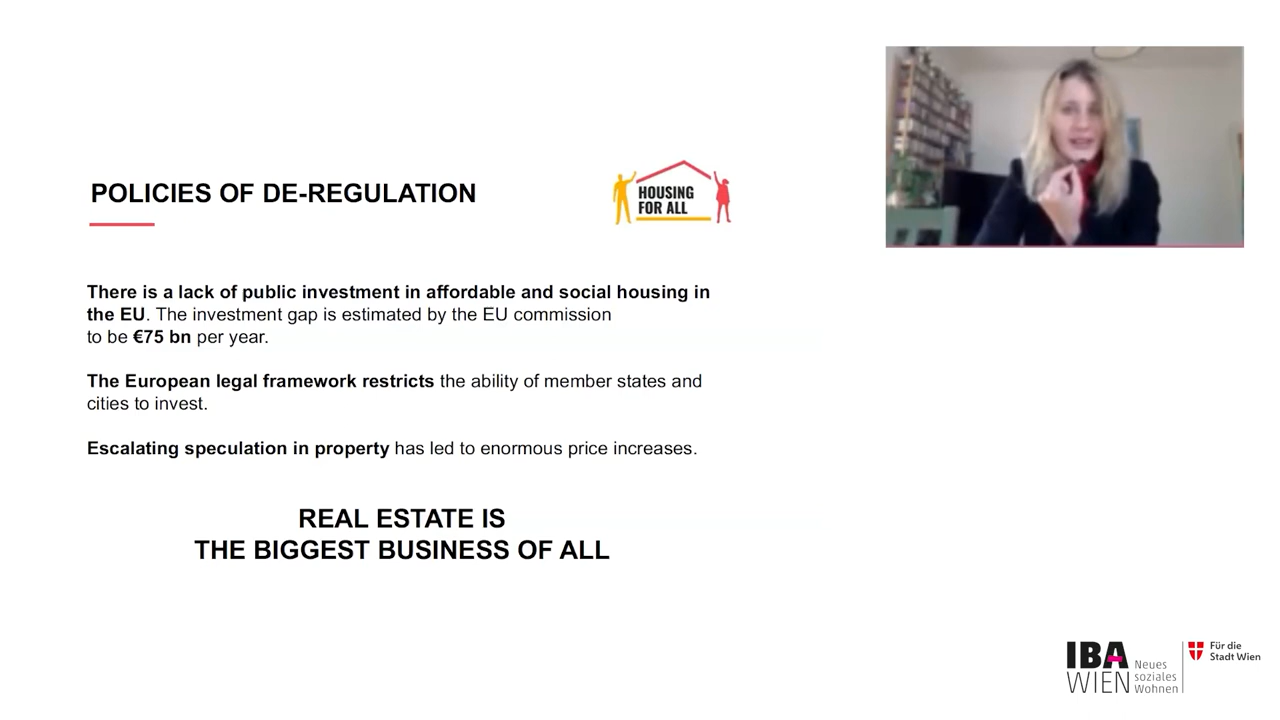 POLICIES OF DE-REGULATION
HOUSING
FOR ALL
There is a lack of public investment in affordable and social housing in
the EU. The investment gap is estimated by the EU commission
to be €75 bn per year.
The European legal framework restricts the ability of member states and
cities to invest.
Escalating speculation in property has led to enormous price increases.
REAL ESTATE IS
THE BIGGEST BUSINESS OF ALL
IBA
WIEN
Neues
soziales
Wohnen
Für die
Stadt Wien